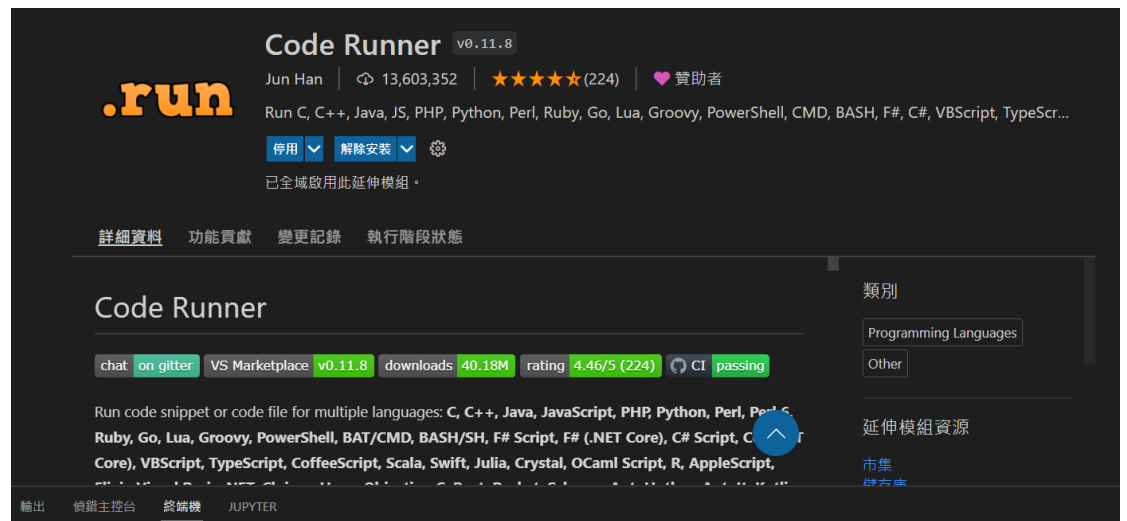 .run
Code Runner v0.11.8
Jun Han 13,603,352 (224) 贊助者
Run C, C++, Java, JS, PHP, Python, Perl, Ruby, Go, Lua, Groovy, PowerShell, CMD, BASH, F#, C#, VBScript, TypeScr...
停用 解除安裝
已全域啟用此延伸模組。
詳細資料 功能貢獻 變更記錄 執行階段狀態
Code Runner
chat on gitter VS Marketplace v0.11.8 downloads 40.18M rating 4.46/5 (224) CI passing
Run code snippet or code file for multiple languages: C, C++, Java, JavaScript, PHP, Python, Perl, Perl 6,
Ruby, Go, Lua, Groovy, PowerShell, BAT/CMD, BASH/SH, F# Script, F# (.NET Core), C# Script,
Core), VBScript, TypeScript, CoffeeScript, Scala, Swift, Julia, Crystal, OCaml Script, R, AppleScript,
類別
Programming Languages
Other
延伸模組資源
市集
儲存庫
輸出 偵錯主控台 終端機 JUPYTER